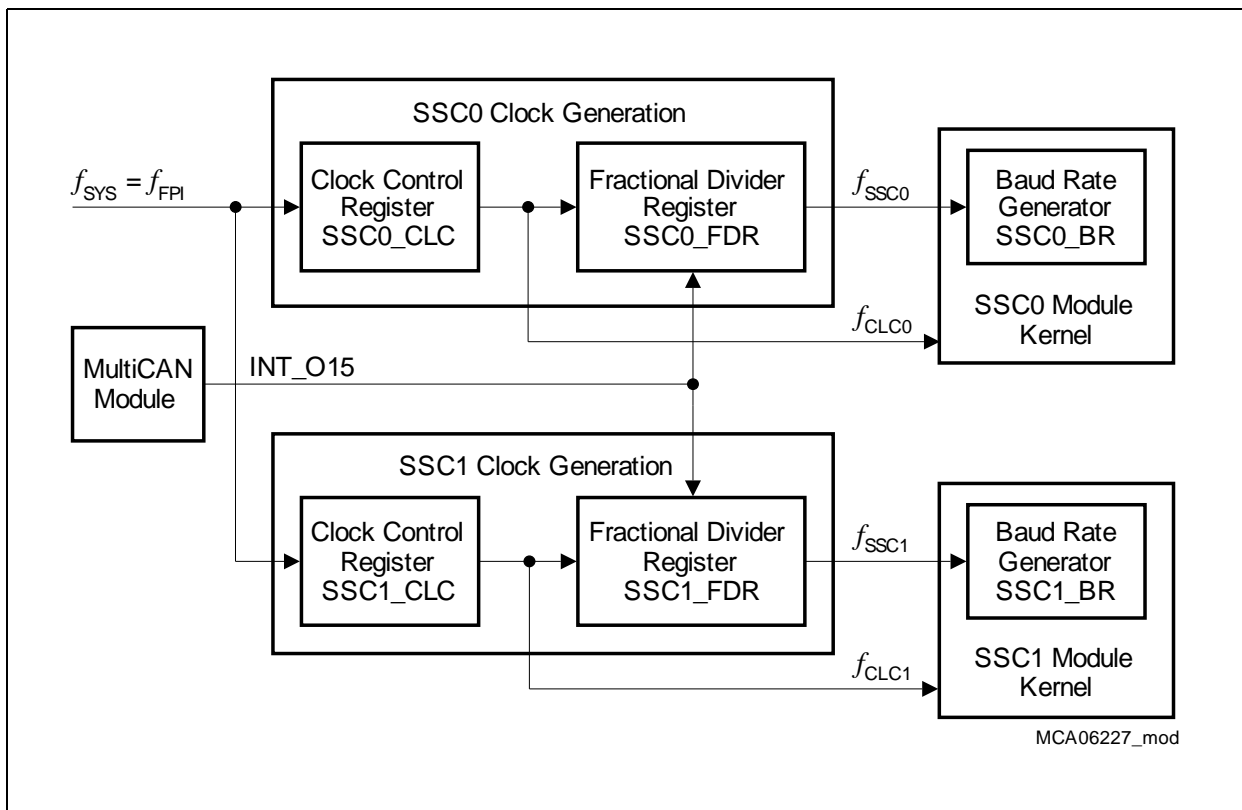 SSC0 Clock Generation
fSYS = fFPI
Clock Control
Register
SSC0_CLC
Fractional Divider
Register
SSC0_FDR
fSSC0
Baud Rate
Generator
SSC0_BR
fCLC0
SSC0 Module
Kernel
MultiCAN
Module
INT_O15
SSC1 Clock Generation
Clock Control
Register
SSC1_CLC
Fractional Divider
Register
SSC1_FDR
fSSC1
Baud Rate
Generator
SSC1_BR
fCLC1
SSC1 Module
Kernel
MCA06227_mod